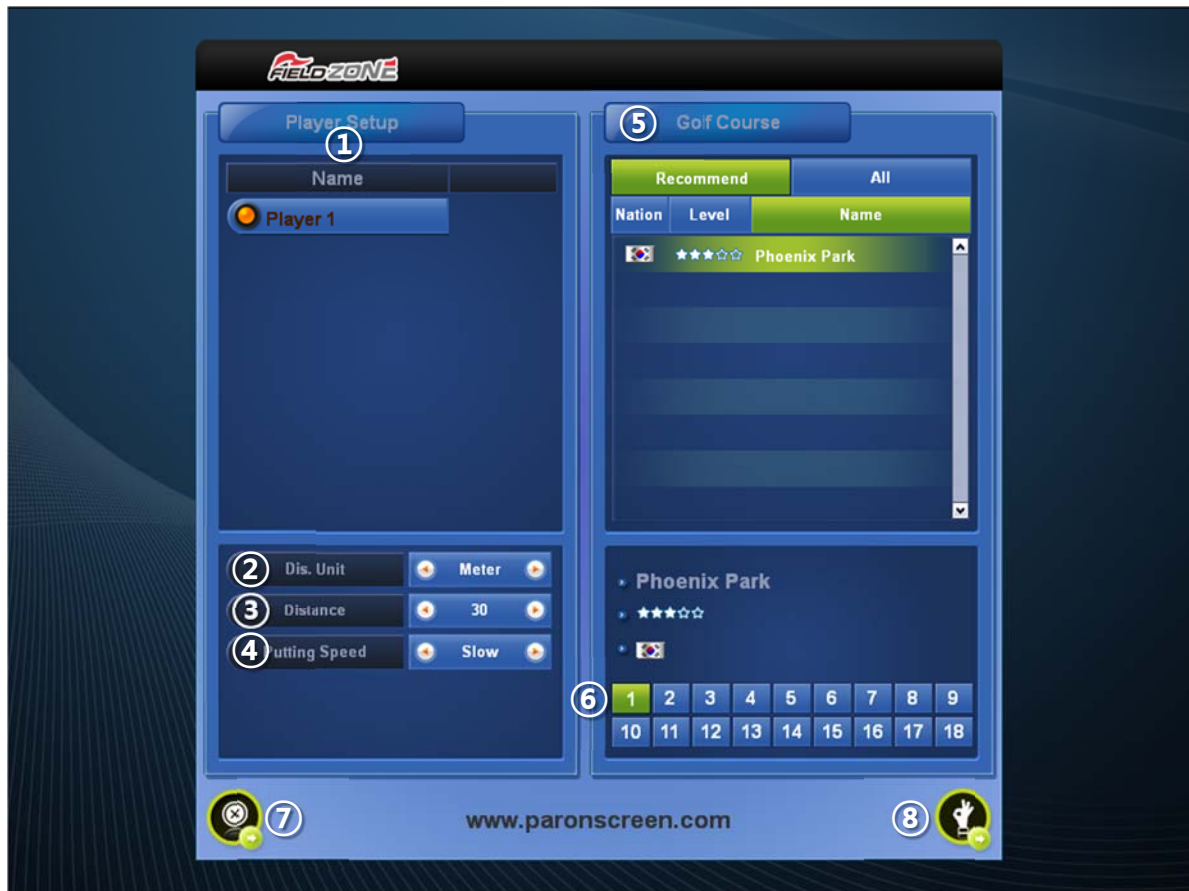 FIELDZONE
Player Setup
①
Name
Player 1
② Dis. Unit Meter
③ Distance 30
④ Putting Speed Slow
⑤ Golf Course
Recommend All
Nation Level Name
★★★☆☆ Phoenix Park
Phoenix Park
★★★☆☆
⑥ 1 2 3 4 5 6 7 8 9
10 11 12 13 14 15 16 17 18
⑦ www.paronscreen.com ⑧